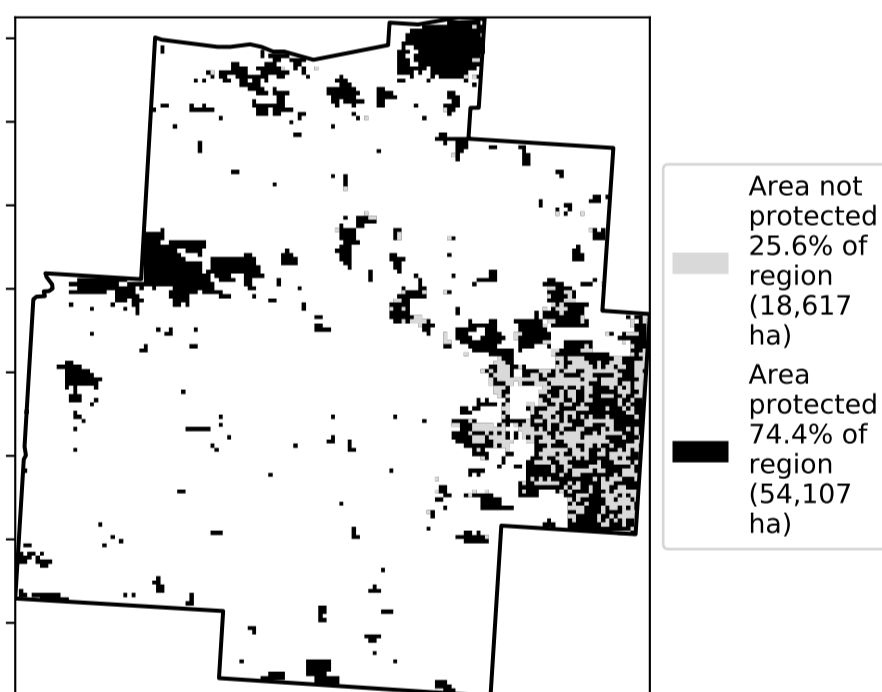 Area not
protected
25.6% of
region
(18,617
ha)
Area
protected
74.4% of
region
(54,107
ha)